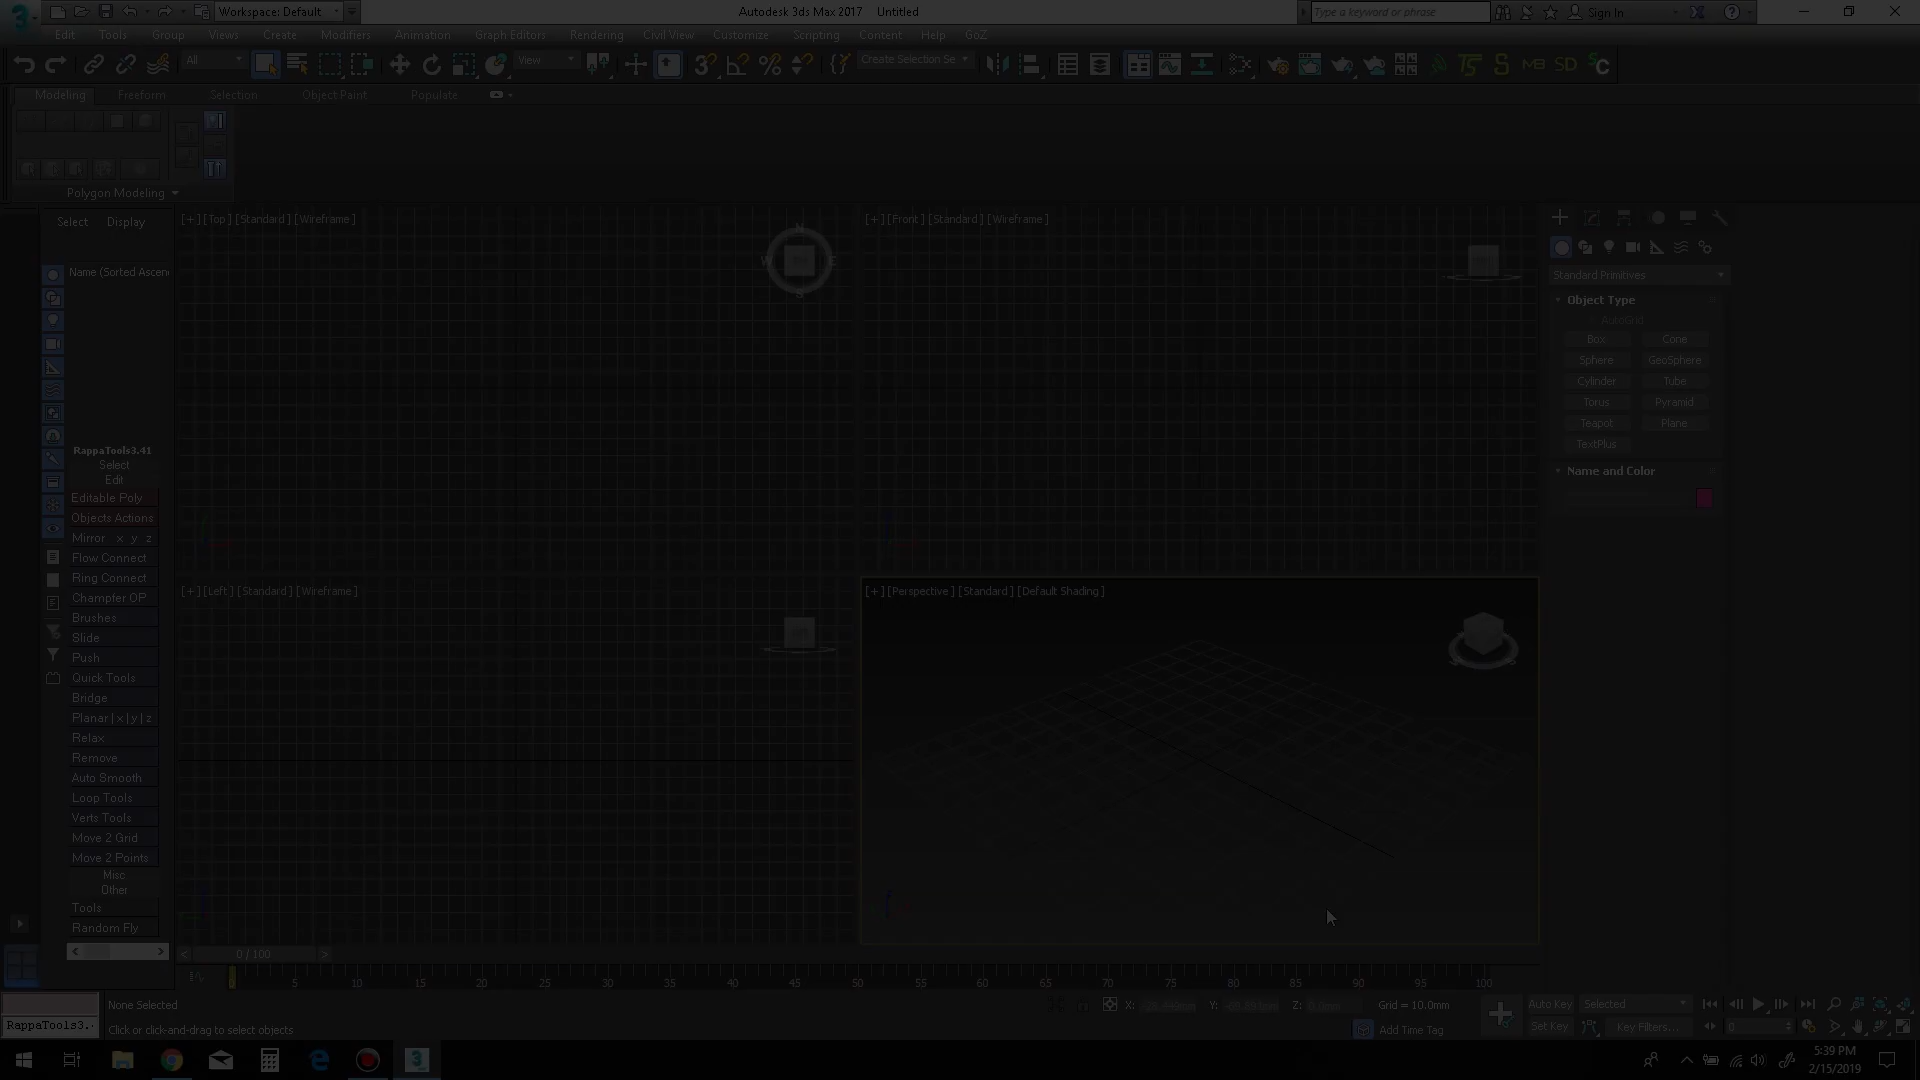 Workspace: Default
Autodesk 3ds Max 2017 Untitled
Type a keyword or phrase
Sign In
Edit Tools Group Views Create Modifiers Animation Graph Editors Rendering Civil View Customize Scripting Content Help GoZ
All
View
Create Selection Se
Modeling Freeform Selection Object Paint Populate
Polygon Modeling
Select Display
Name (Sorted Ascen
[+] [Top] [Standard] [Wireframe]
[+] [Front] [Standard] [Wireframe]
[+] [Left] [Standard] [Wireframe]
[+] [Perspective] [Standard] [Default Shading]
RappaTools3.41
Select
Edit
Editable Poly
Objects Actions
Mirror x y z
Flow Connect
Ring Connect
Champfer OP
Brushes
Slide
Push
Quick Tools
Bridge
Planar | x | y | z
Relax
Remove
Auto Smooth
Loop Tools
Verts Tools
Move 2 Grid
Move 2 Points
Misc
Other
Tools
Random Fly
Standard Primitives
Object Type
AutoGrid
Box Cone
Sphere GeoSphere
Cylinder Tube
Torus Pyramid
Teapot Plane
TextPlus
Name and Color
0 / 100
5 10 15 20 25 30 35 40 45 50 55 60 65 70 75 80 85 90 95 100
None Selected
X: Y: Z: Grid = 10.0mm
Auto Key Selected
RappaTools3.
Click or click-and-drag to select objects
Add Time Tag
Set Key Key Filters...
0
5:39 PM
2/15/2019